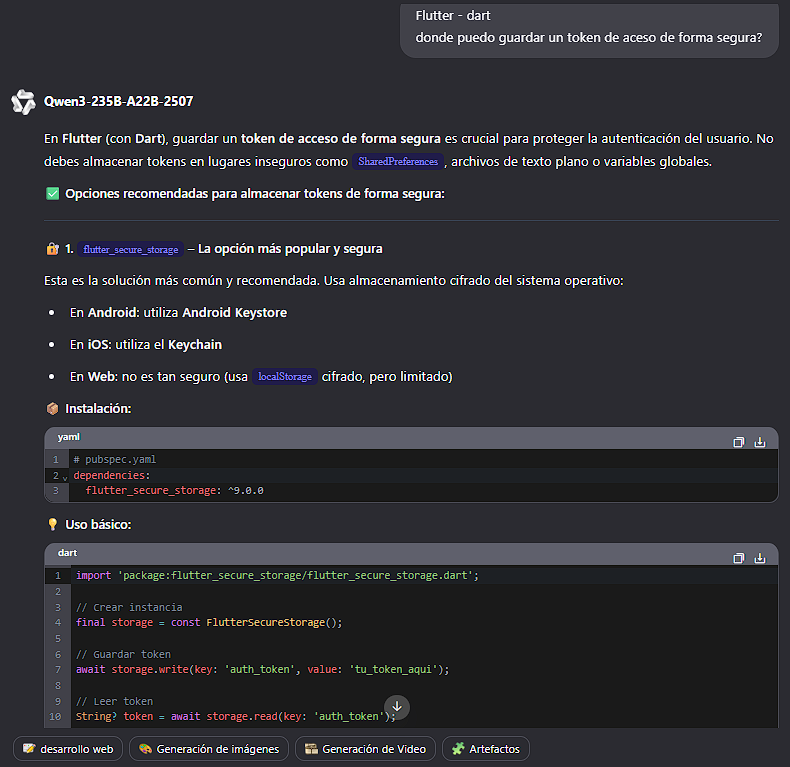 Flutter - dart
donde puedo guardar un token de aceso de forma segura?
Qwen3-235B-A22B-2507
En Flutter (con Dart), guardar un token de acceso de forma segura es crucial para proteger la autenticación del usuario. No
debes almacenar tokens en lugares inseguros como SharedPreferences , archivos de texto plano o variables globales.
✅ Opciones recomendadas para almacenar tokens de forma segura:
🔐 1. flutter_secure_storage – La opción más popular y segura
Esta es la solución más común y recomendada. Usa almacenamiento cifrado del sistema operativo:
• En Android: utiliza Android Keystore
• En iOS: utiliza el Keychain
• En Web: no es tan seguro (usa localStorage cifrado, pero limitado)
📦 Instalación:
yaml
1 # pubspec.yaml
2 dependencies:
3   flutter_secure_storage: ^9.0.0
💡 Uso básico:
dart
1 import 'package:flutter_secure_storage/flutter_secure_storage.dart';
2
3 // Crear instancia
4 final storage = const FlutterSecureStorage();
5
6 // Guardar token
7 await storage.write(key: 'auth_token', value: 'tu_token_aqui');
8
9 // Leer token
10 String? token = await storage.read(key: 'auth_token');
📝 desarrollo web
🎨 Generación de imágenes
🎬 Generación de Video
🧩 Artefactos